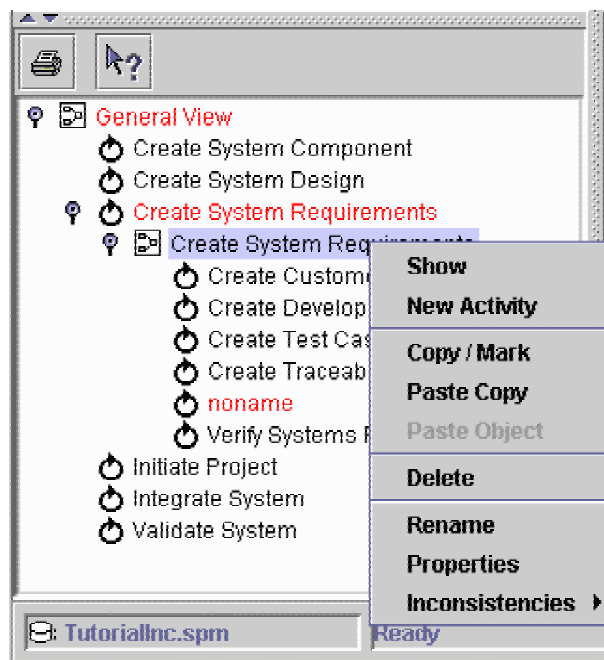 General View
Create System Component
Create System Design
Create System Requirements
Create System Requirements
Create Custome
Create Develop
Create Test Cas
Create Traceab
noname
Verify Systems
Initiate Project
Integrate System
Validate System
Show
New Activity
Copy / Mark
Paste Copy
Paste Object
Delete
Rename
Properties
Inconsistencies
TutorialInc.spm
Ready